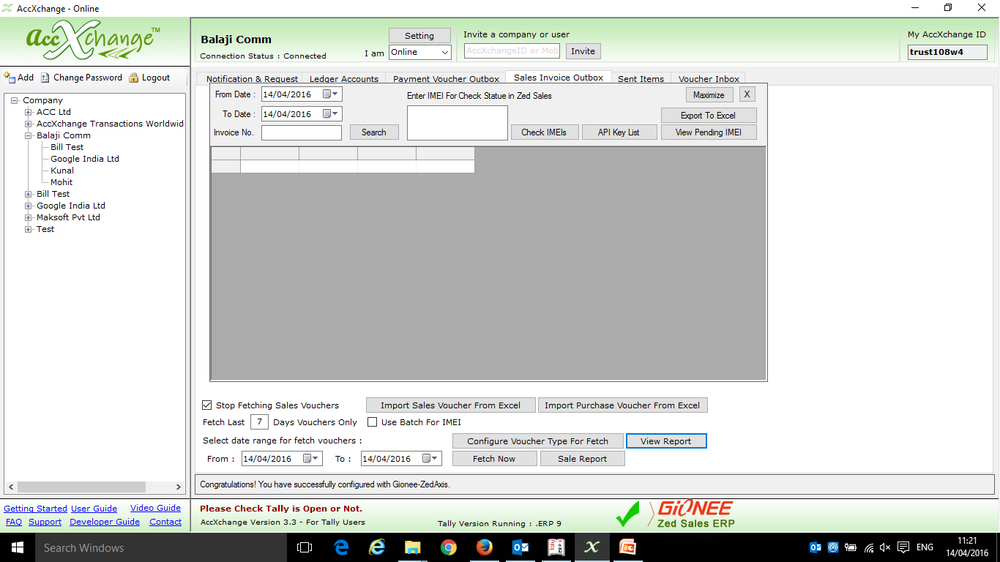 AccXchange - Online
accXchange™
Balaji Comm
Connection Status : Connected
Setting
I am Online
Invite a company or user
AccXchangeID or Mob
Invite
My AccXchange ID
trust108w4
Add Change Password Logout
Company
ACC Ltd
AccXchange Transactions Worldwid
Balaji Comm
Bill Test
Google India Ltd
Kunal
Mohit
Bill Test
Google India Ltd
Maksoft Pvt Ltd
Test
Notification & Request Ledger Accounts Payment Voucher Outbox Sales Invoice Outbox Sent Items Voucher Inbox
From Date : 14/04/2016
To Date : 14/04/2016
Invoice No.
Search
Enter IMEI For Check Statue in Zed Sales
Maximize X
Export To Excel
Check IMEIs API Key List View Pending IMEI
Stop Fetching Sales Vouchers Import Sales Voucher From Excel Import Purchase Voucher From Excel
Fetch Last 7 Days Vouchers Only Use Batch For IMEI
Select date range for fetch vouchers : Configure Voucher Type For Fetch View Report
From : 14/04/2016 To : 14/04/2016 Fetch Now Sale Report
Congratulations! You have successfully configured with Gionee-ZedAxis.
Getting Started User Guide Video Guide
FAQ Support Developer Guide Contact
Please Check Tally is Open or Not.
AccXchange Version 3.3 - For Tally Users
Tally Version Running : .ERP 9
GIONEE
Zed Sales ERP
Search Windows
ENG
11:21
14/04/2016